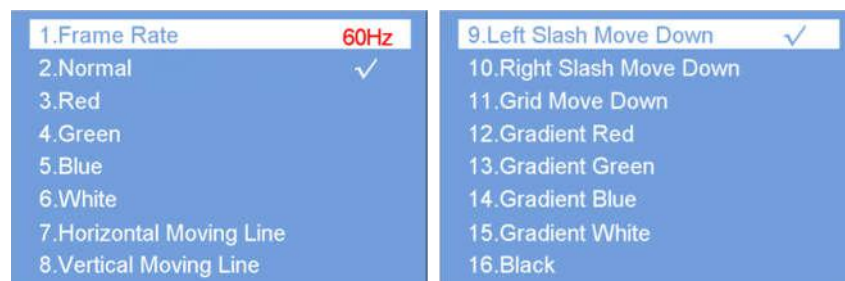 1.Frame Rate 60Hz
2.Normal √
3.Red
4.Green
5.Blue
6.White
7.Horizontal Moving Line
8.Vertical Moving Line
9.Left Slash Move Down √
10.Right Slash Move Down
11.Grid Move Down
12.Gradient Red
13.Gradient Green
14.Gradient Blue
15.Gradient White
16.Black